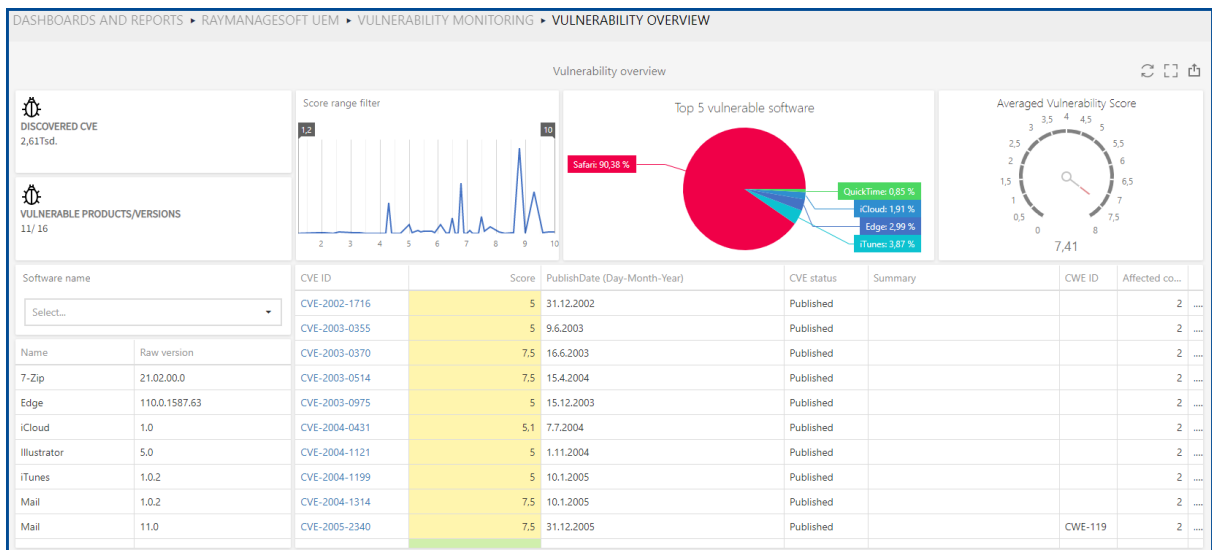 DASHBOARDS AND REPORTS ▸ RAYMANAGESOFT UEM ▸ VULNERABILITY MONITORING ▸ VULNERABILITY OVERVIEW
Vulnerability overview
DISCOVERED CVE
2,61Tsd.
VULNERABLE PRODUCTS/VERSIONS
11/ 16
Score range filter
1,2
10
2 3 4 5 6 7 8 9 10
Top 5 vulnerable software
Safari: 90,38 %
QuickTime: 0,85 %
iCloud: 1,91 %
Edge: 2,99 %
iTunes: 3,87 %
Averaged Vulnerability Score
0 0,5 1 1,5 2 2,5 3 3,5 4 4,5 5 5,5 6 6,5 7 7,5 8
7,41
Software name
Select...
Name Raw version
7-Zip 21.02.00.0
Edge 110.0.1587.63
iCloud 1.0
Illustrator 5.0
iTunes 1.0.2
Mail 1.0.2
Mail 11.0
CVE ID Score PublishDate (Day-Month-Year) CVE status Summary CWE ID Affected co... ...
CVE-2002-1716 5 31.12.2002 Published 2 ....
CVE-2003-0355 5 9.6.2003 Published 2 ....
CVE-2003-0370 7,5 16.6.2003 Published 2 ....
CVE-2003-0514 7,5 15.4.2004 Published 2 ....
CVE-2003-0975 5 15.12.2003 Published 2 ....
CVE-2004-0431 5,1 7.7.2004 Published 2 ....
CVE-2004-1121 5 1.11.2004 Published 2 ....
CVE-2004-1199 5 10.1.2005 Published 2 ....
CVE-2004-1314 7,5 10.1.2005 Published 2 ....
CVE-2005-2340 7,5 31.12.2005 Published CWE-119 2 ....